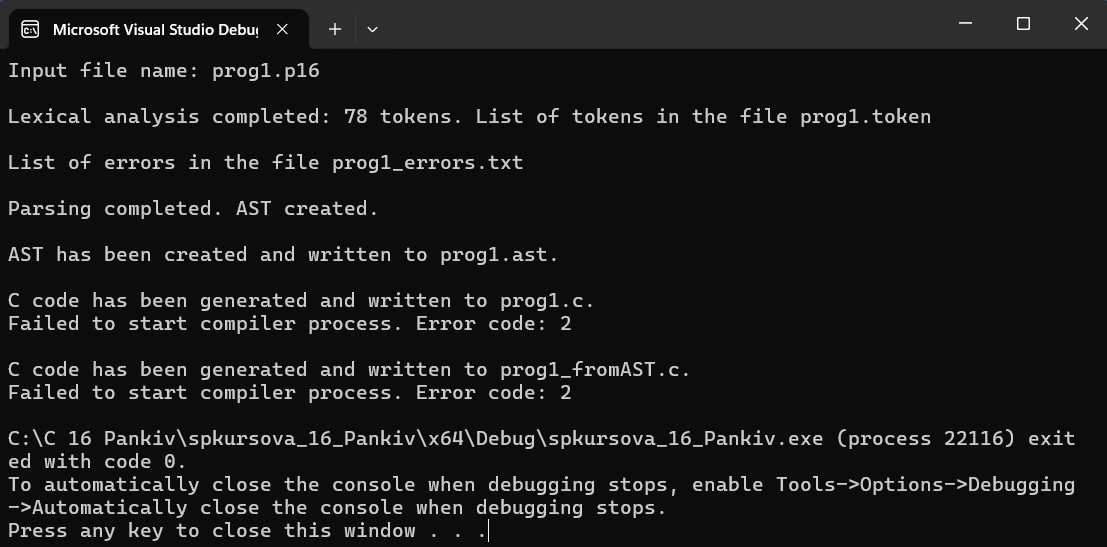 Microsoft Visual Studio Debu
Input file name: prog1.p16
Lexical analysis completed: 78 tokens. List of tokens in the file prog1.token
List of errors in the file prog1_errors.txt
Parsing completed. AST created.
AST has been created and written to prog1.ast.
C code has been generated and written to prog1.c.
Failed to start compiler process. Error code: 2
C code has been generated and written to prog1_fromAST.c.
Failed to start compiler process. Error code: 2
C:\C 16 Pankiv\spkursova_16_Pankiv\x64\Debug\spkursova_16_Pankiv.exe (process 22116) exit
ed with code 0.
To automatically close the console when debugging stops, enable Tools->Options->Debugging
->Automatically close the console when debugging stops.
Press any key to close this window . . .